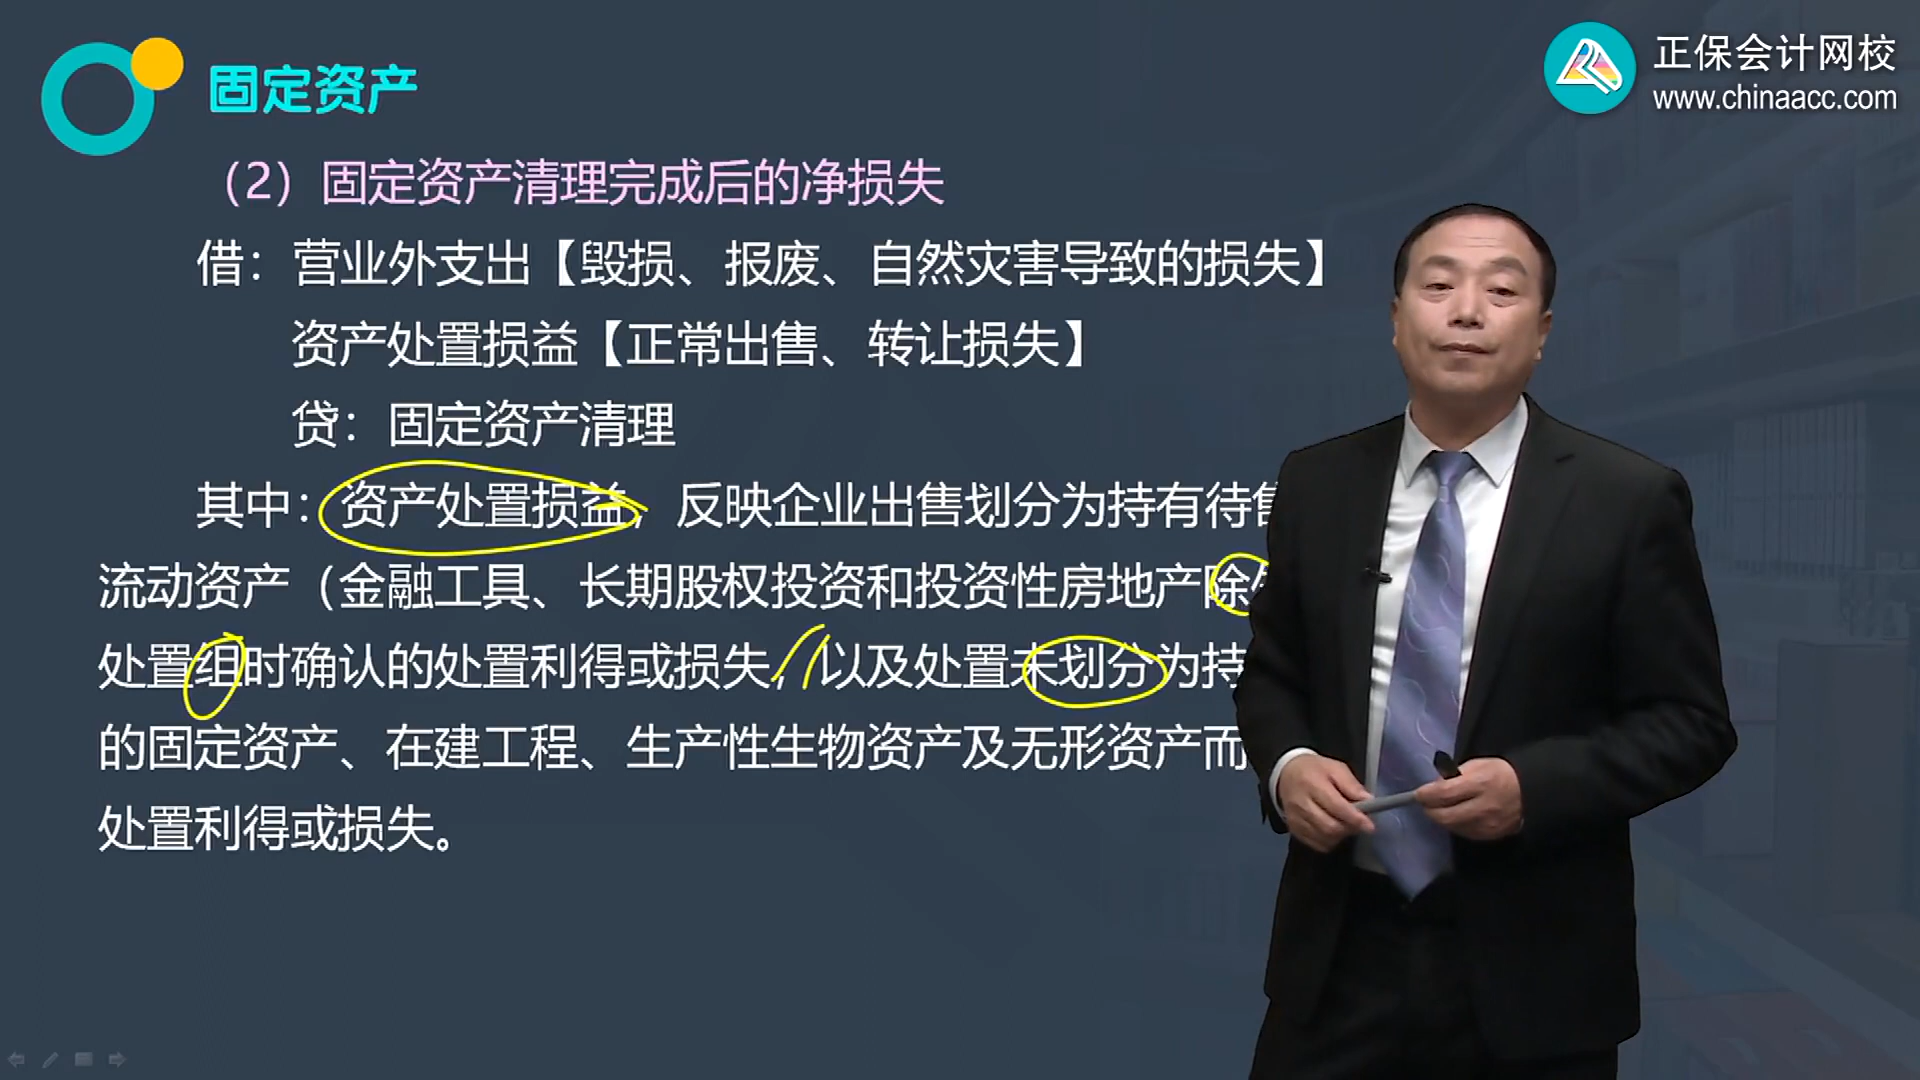 固定资产
正保会计网校
www.chinaacc.com
（2）固定资产清理完成后的净损失
借：营业外支出【毁损、报废、自然灾害导致的损失】
资产处置损益【正常出售、转让损失】
贷：固定资产清理
其中：资产处置损益，反映企业出售划分为持有待
流动资产（金融工具、长期股权投资和投资性房地产除
处置组时确认的处置利得或损失，以及处置未划分为持
的固定资产、在建工程、生产性生物资产及无形资产而
处置利得或损失。